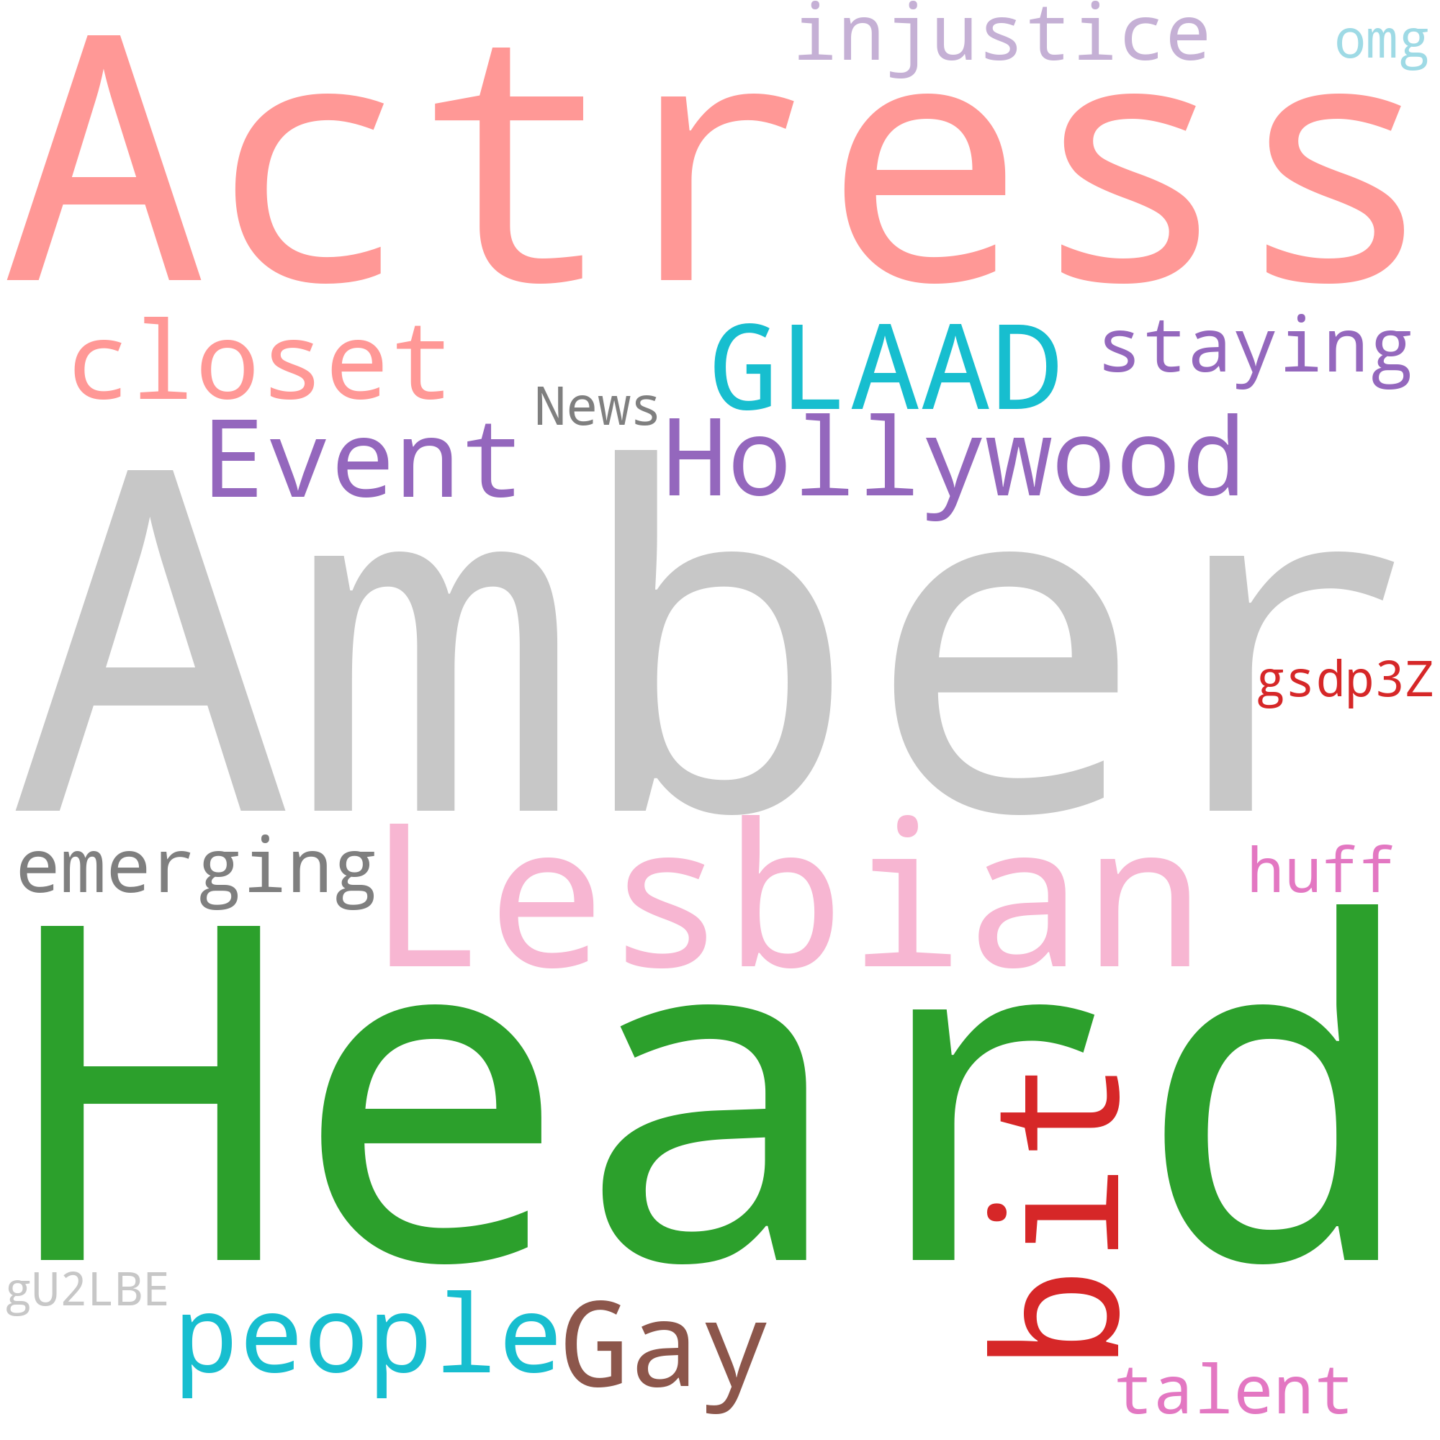 injustice omg
Actress
closet GLAAD staying
News
Event Hollywood
Amber
gsdp3Z
emerging Lesbian huff
Heard
bit
gU2LBE
people Gay
talent